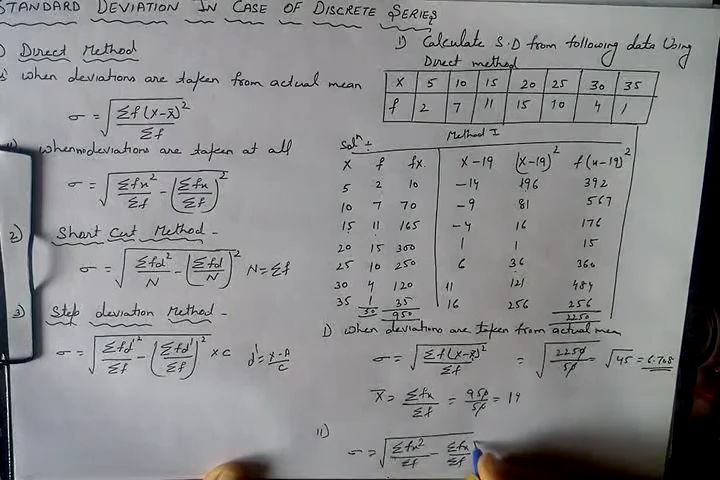 STANDARD DEVIATION IN CASE OF DISCRETE SERIES
Direct Method
when deviations are taken from actual mean
σ = √(Σf(X-x̄)²/Σf)
when no deviations are taken at all
σ = √(Σfx²/Σf - (Σfx/Σf)²)
2) Short Cut Method -
σ = √(Σfd²/N - (Σfd/N)²) N = Σf
3) Step deviation Method -
σ = √(Σfd'²/Σf - (Σfd'/Σf)²) × C d' = X-A/C
1) Calculate S.D from following data Using
Direct method
X 5 10 15 20 25 30 35
f 2 7 11 15 10 4 1
Solⁿ :- Method I
X f fx X-19 (X-19)² f(x-19)²
5 2 10 -14 196 392
10 7 70 -9 81 567
15 11 165 -4 16 176
20 15 300 1 1 15
25 10 250 6 36 360
30 4 120 11 121 484
35 1 35 16 256 256
50 950 2250
1) when deviations are taken from actual mean
σ = √(Σf(X-x̄)²/Σf) = √(2250/50) = √45 = 6.708
X̄ = Σfx/Σf = 950/50 = 19
11)
σ = √(Σfx²/Σf - Σfx/Σf